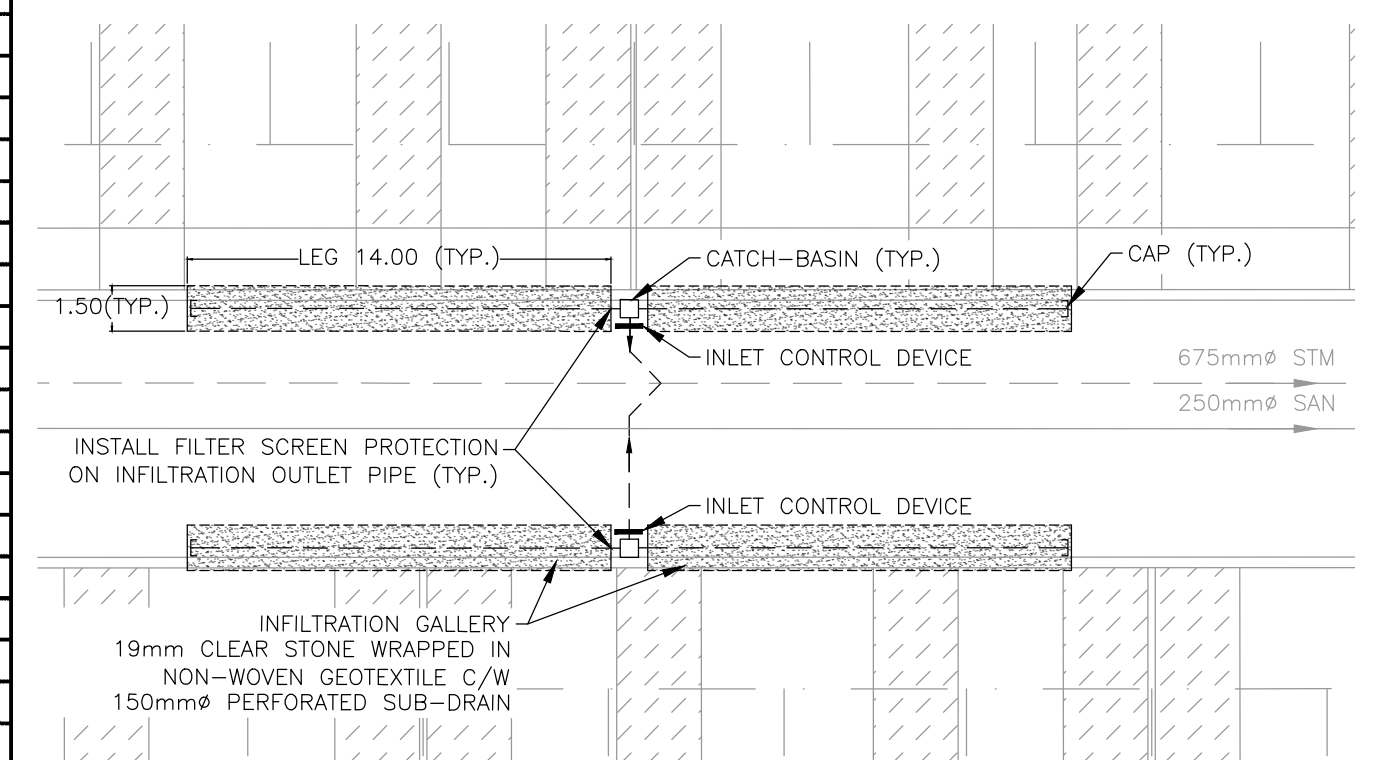 LEG 14.00 (TYP.)
CATCH-BASIN (TYP.)
CAP (TYP.)
1.50(TYP.)
INLET CONTROL DEVICE
675mmø STM
250mmø SAN
INSTALL FILTER SCREEN PROTECTION
ON INFILTRATION OUTLET PIPE (TYP.)
INLET CONTROL DEVICE
INFILTRATION GALLERY
19mm CLEAR STONE WRAPPED IN
NON-WOVEN GEOTEXTILE C/W
150mmø PERFORATED SUB-DRAIN